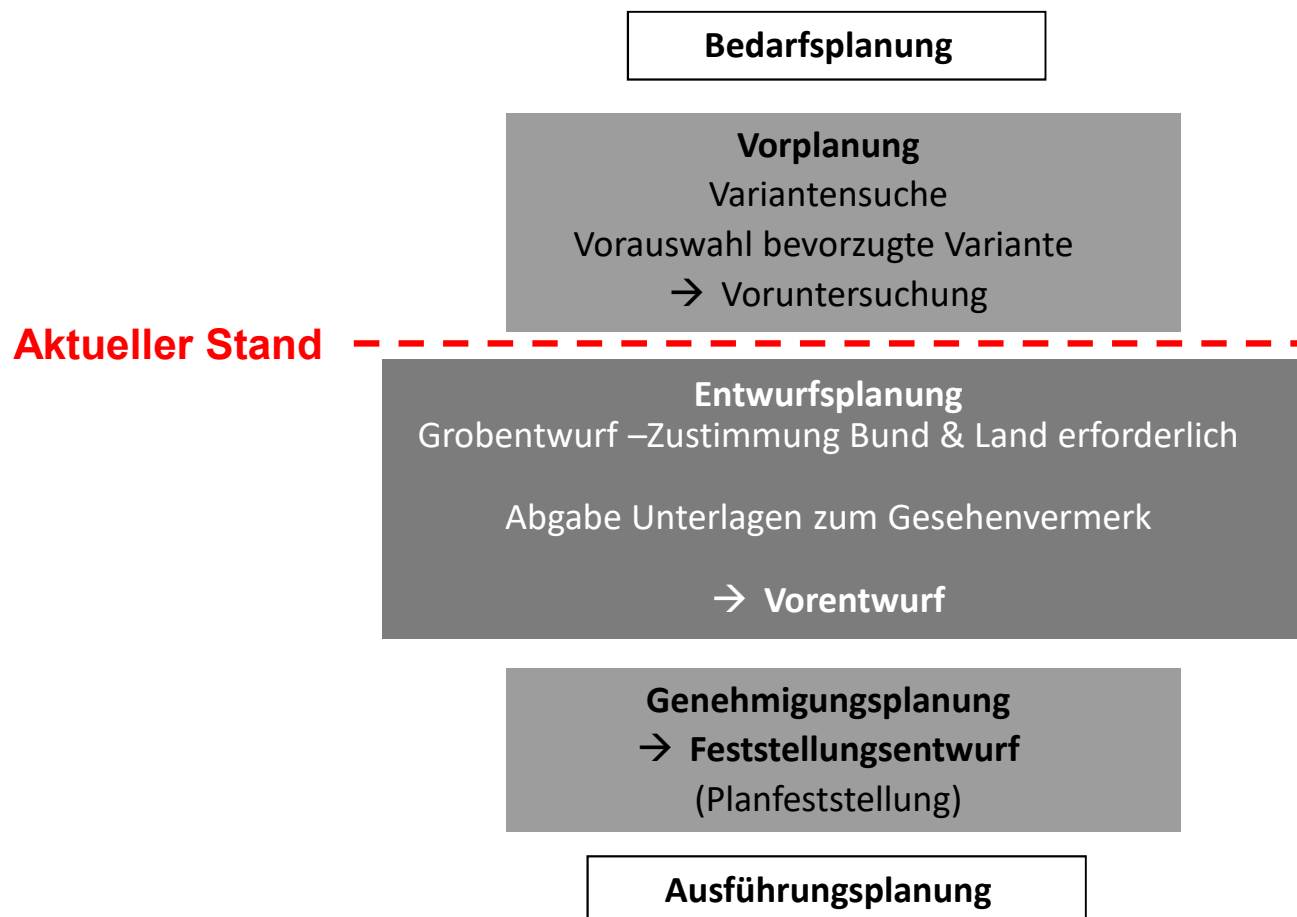 Bedarfsplanung
Vorplanung
Variantensuche
Vorauswahl bevorzugte Variante
→ Voruntersuchung
Aktueller Stand
Entwurfsplanung
Grobentwurf –Zustimmung Bund & Land erforderlich
Abgabe Unterlagen zum Gesehenvermerk
→ Vorentwurf
Genehmigungsplanung
→ Feststellungsentwurf
(Planfeststellung)
Ausführungsplanung